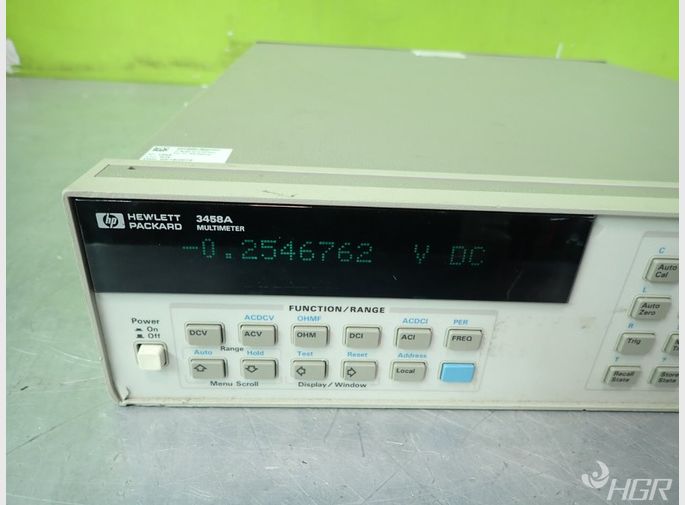 hp HEWLETT PACKARD 3458A MULTIMETER
-0.2546762 V DC
FUNCTION/RANGE
Power
On
Off
ACDCV OHMF ACDCI PER
DCV ACV OHM DCI ACI FREQ
Range
Auto Hold Test Reset Address
Local
Menu Scroll Display/Window
C
Auto Cal
L
Auto Zero
R
Trig
T
Recall State
Store State
HGR